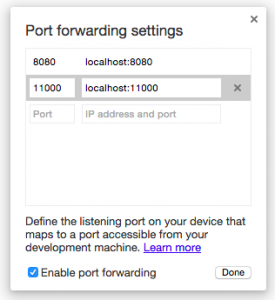 Port forwarding settings
8080 localhost:8080
11000 localhost:11000
Port IP address and port
Define the listening port on your device that
maps to a port accessible from your
development machine. Learn more
Enable port forwarding Done